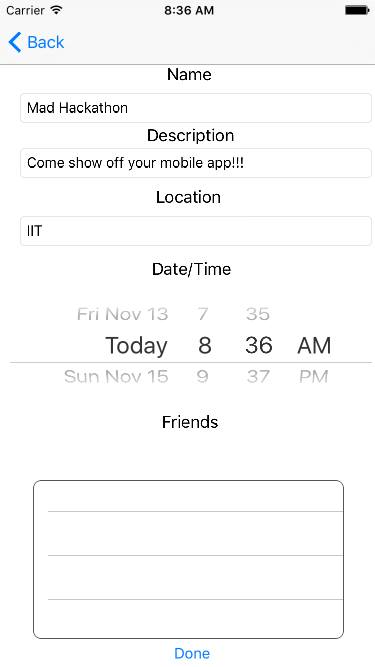 Carrier 8:36 AM
Back
Name
Mad Hackathon
Description
Come show off your mobile app!!!
Location
IIT
Date/Time
Fri Nov 13 7 35
Today 8 36 AM
Sun Nov 15 9 37 PM
Friends
Done